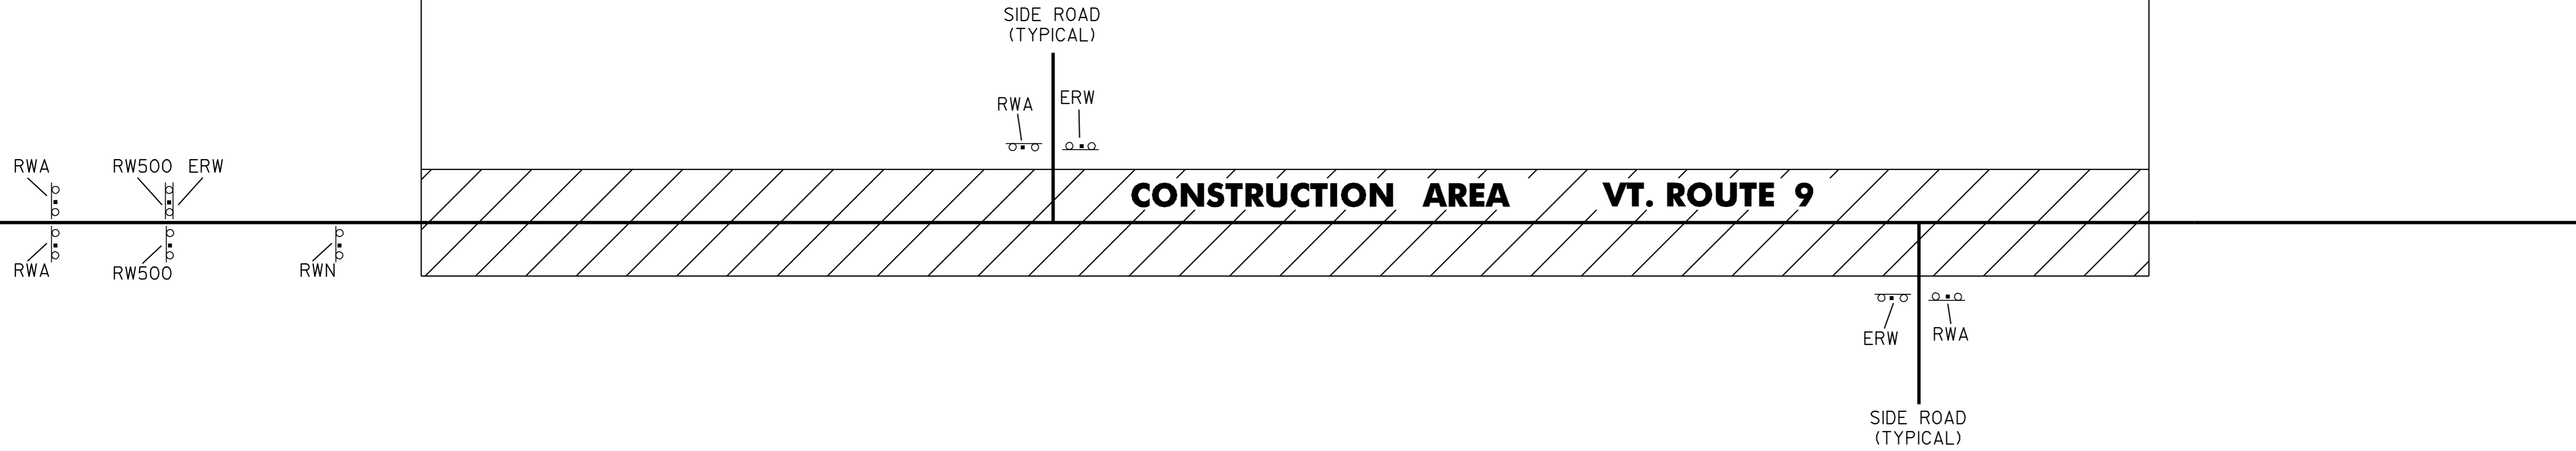 SIDE ROAD
(TYPICAL)
RWA ERW
RWA RW500 ERW
CONSTRUCTION AREA VT. ROUTE 9
RWA RW500 RWN
ERW RWA
SIDE ROAD
(TYPICAL)